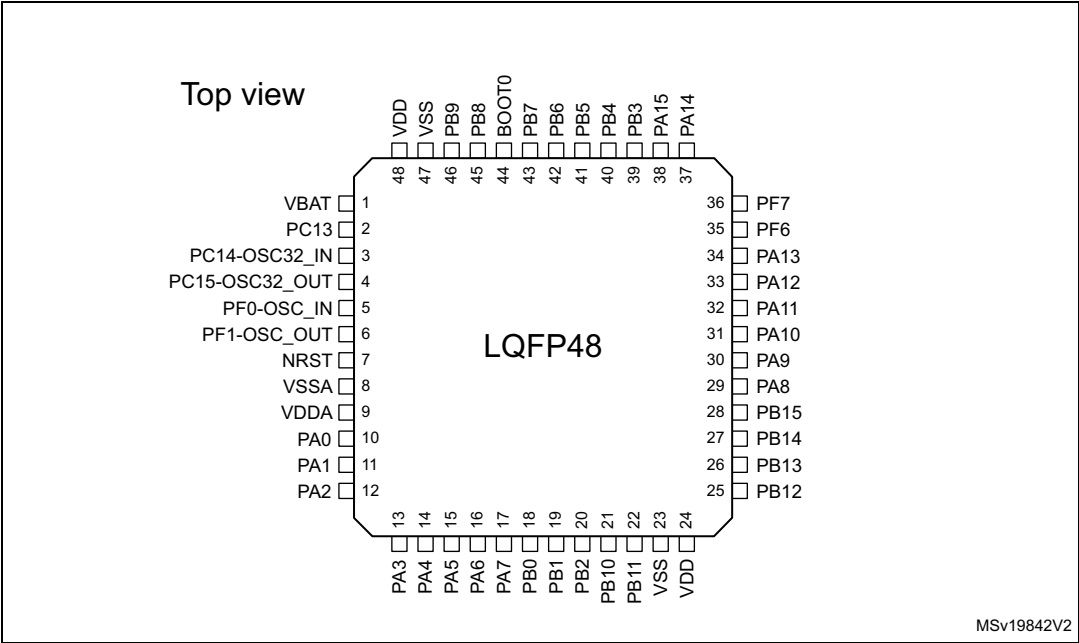 Top view
VDD
VSS
PB9
PB8
BOOT0
PB7
PB6
PB5
PB4
PB3
PA15
PA14
48
47
46
45
44
43
42
41
40
39
38
37
VBAT 1
PC13 2
PC14-OSC32_IN 3
PC15-OSC32_OUT 4
PF0-OSC_IN 5
PF1-OSC_OUT 6
NRST 7
VSSA 8
VDDA 9
PA0 10
PA1 11
PA2 12
LQFP48
36 PF7
35 PF6
34 PA13
33 PA12
32 PA11
31 PA10
30 PA9
29 PA8
28 PB15
27 PB14
26 PB13
25 PB12
13
14
15
16
17
18
19
20
21
22
23
24
PA3
PA4
PA5
PA6
PA7
PB0
PB1
PB2
PB10
PB11
VSS
VDD
MSv19842V2